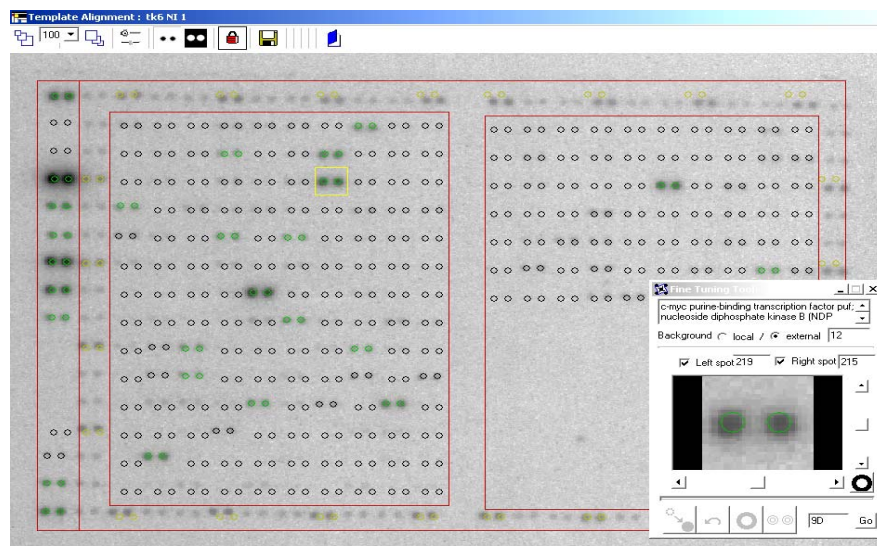 Template Alignment : tk6 NI 1
100
Fine Tuning
c-myc purine-binding transcription factor puf;
nucleoside diphosphate kinase B (NDP
Background local / external 12
Left spot 219 Right spot 215
9D Go